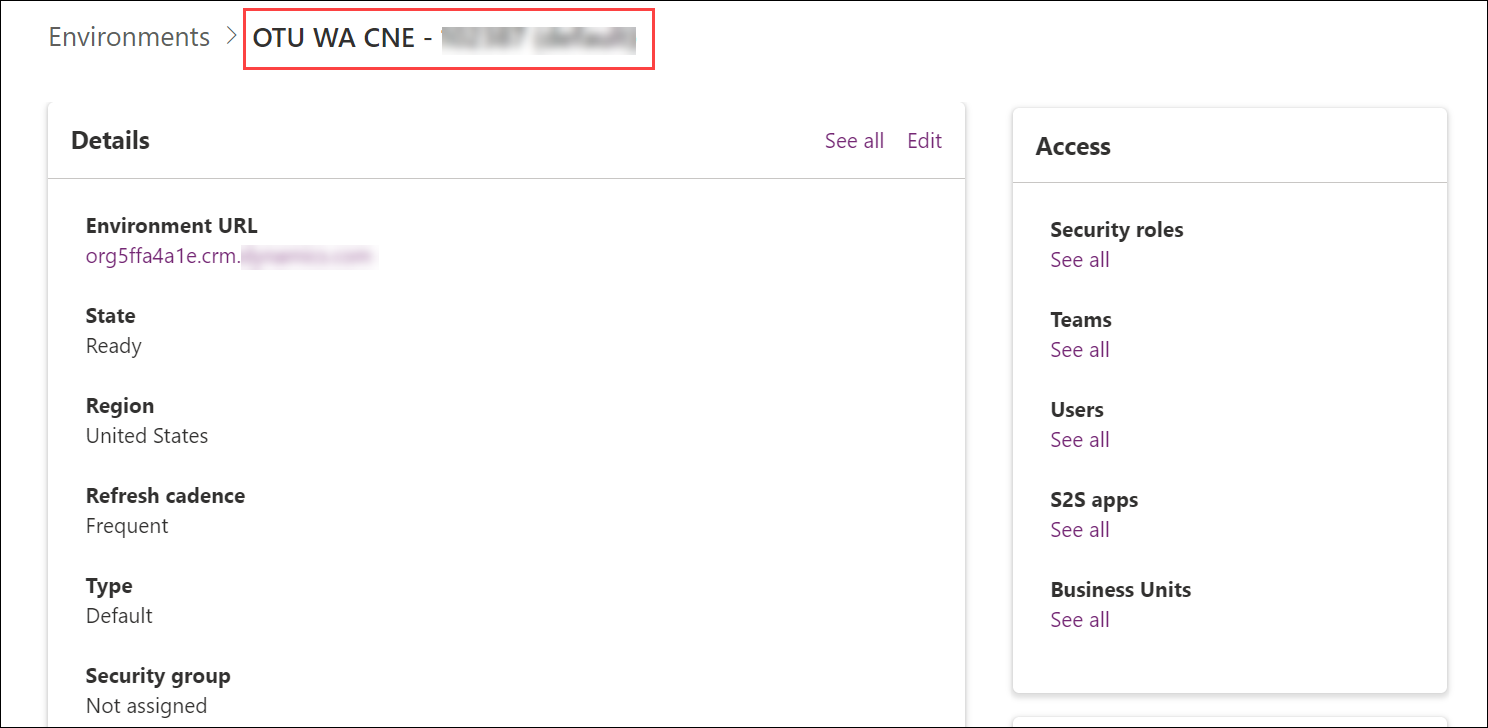 Environments > OTU WA CNE -
Details
See all Edit
Environment URL
org5ffa4a1e.crm.
State
Ready
Region
United States
Refresh cadence
Frequent
Type
Default
Security group
Not assigned
Access
Security roles
See all
Teams
See all
Users
See all
S2S apps
See all
Business Units
See all